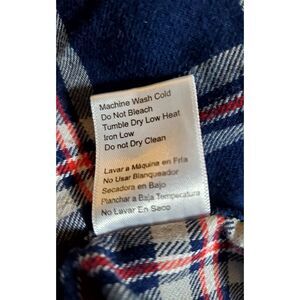 Machine Wash Cold
Do Not Bleach
Tumble Dry Low Heat
Iron Low
Do not Dry Clean
Lavar a Máquina en Fria
No Usar Blanqueador
Secadora en Bajo
Planchar a Baja Temperatura
No Lavar En Seco